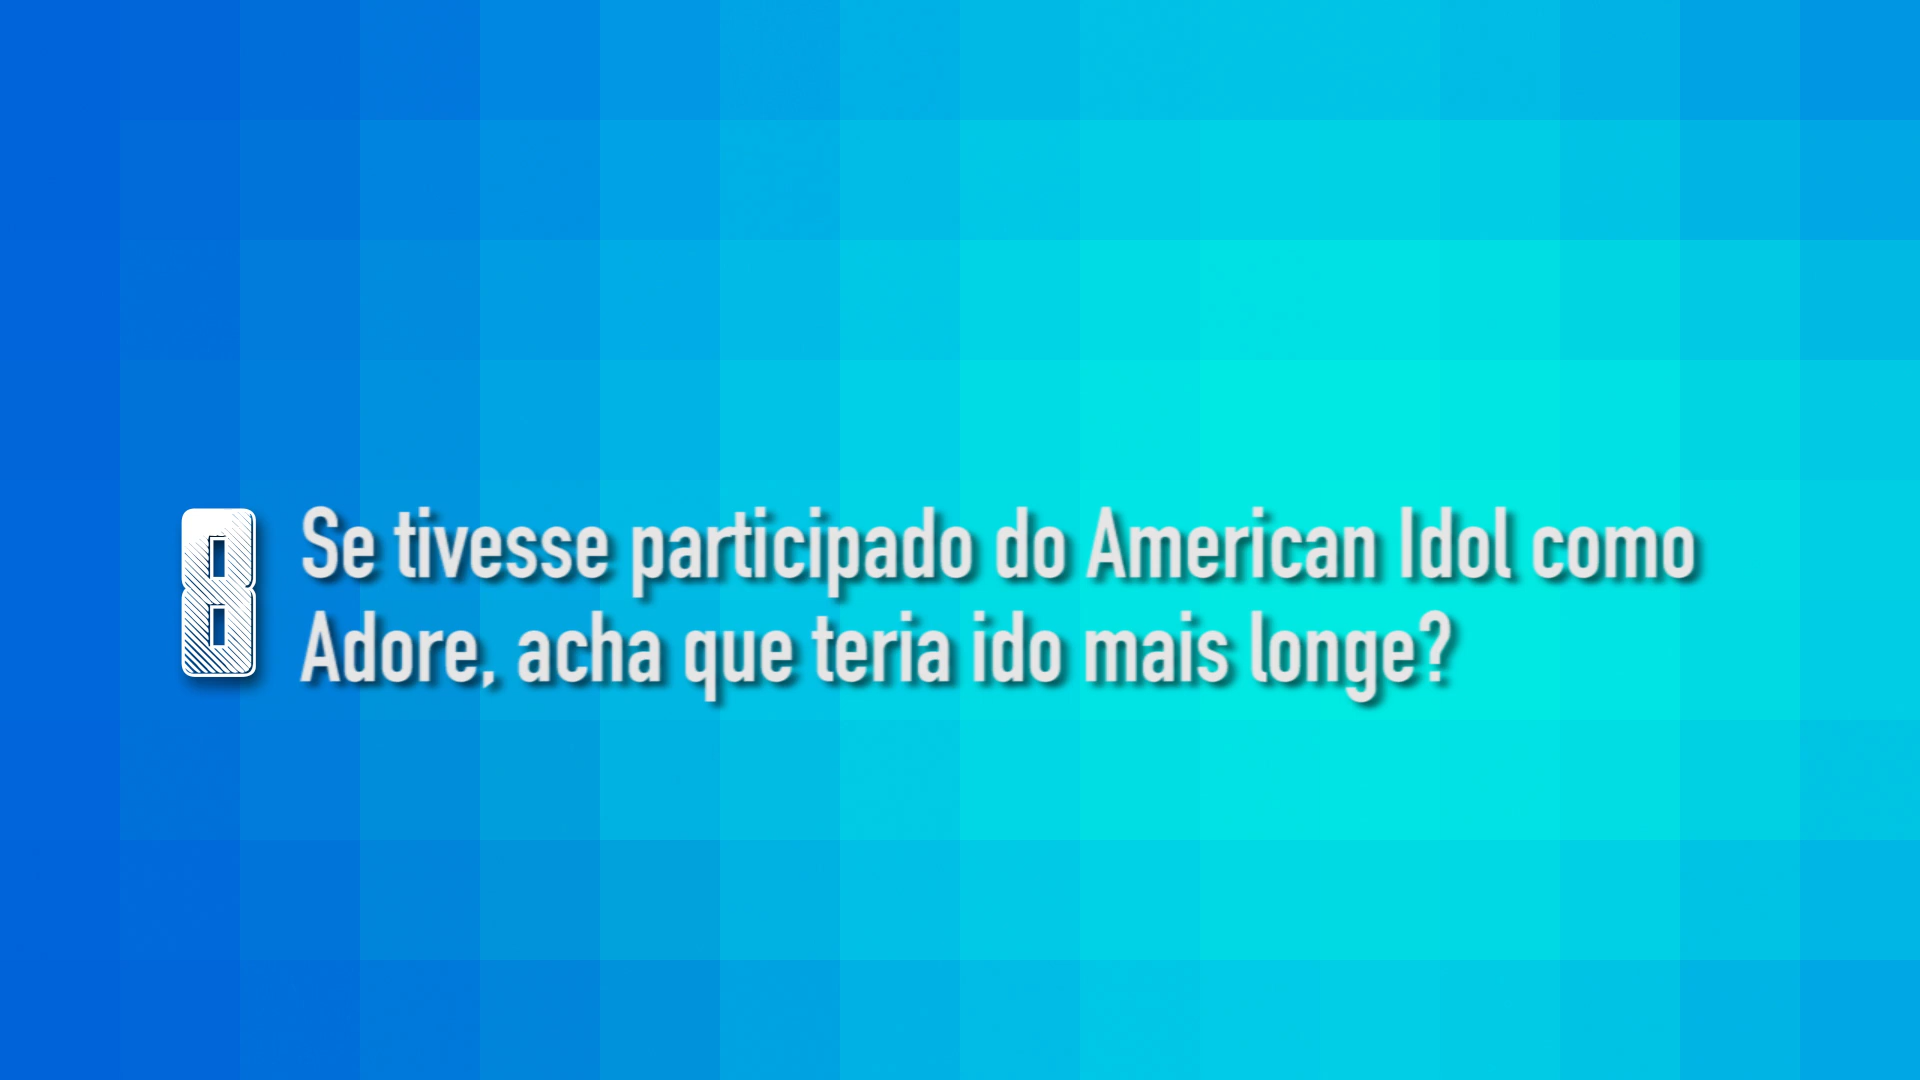 8
Se tivesse participado do American Idol como
Adore, acha que teria ido mais longe?